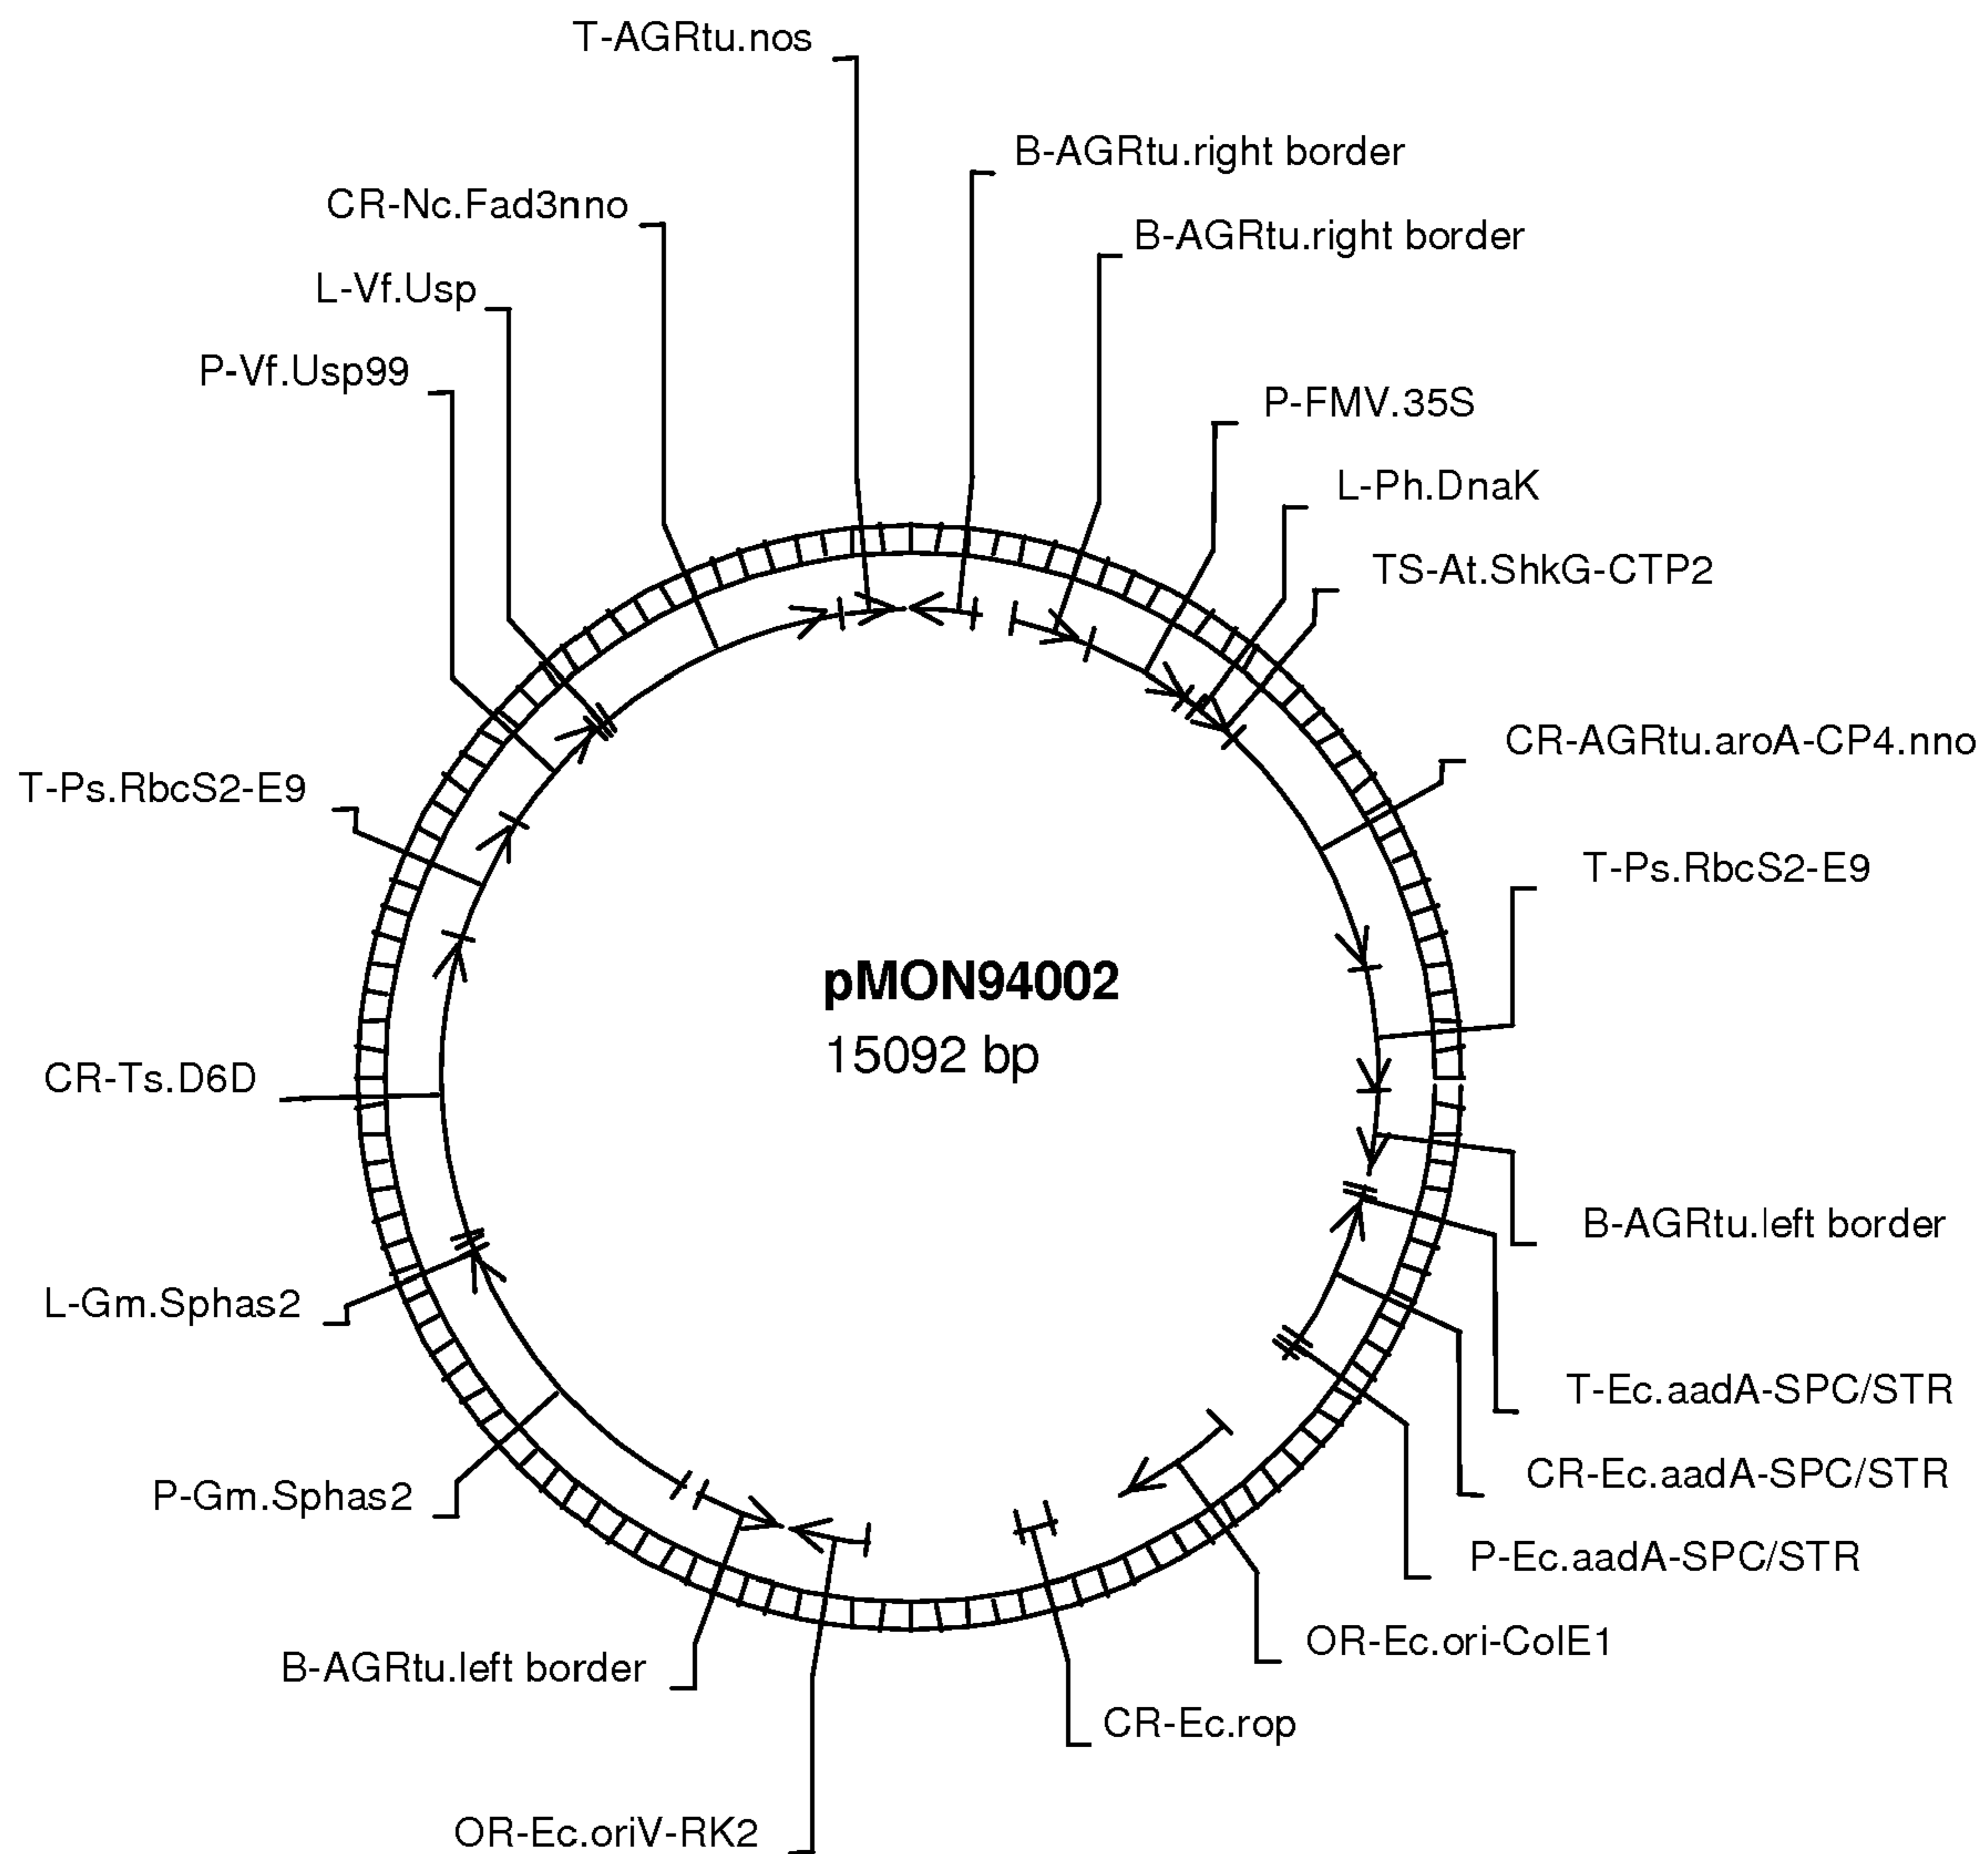 T-AGRtu.nos
B-AGRtu.right border
CR-Nc.Fad3nno
B-AGRtu.right border
L-Vf.Usp
P-Vf.Usp99
P-FMV.35S
L-Ph.DnaK
TS-At.ShkG-CTP2
CR-AGRtu.aroA-CP4.nno
T-Ps.RbcS2-E9
T-Ps.RbcS2-E9
pMON94002
15092 bp
CR-Ts.D6D
B-AGRtu.left border
L-Gm.Sphas2
T-Ec.aadA-SPC/STR
CR-Ec.aadA-SPC/STR
P-Gm.Sphas2
P-Ec.aadA-SPC/STR
OR-Ec.ori-ColE1
B-AGRtu.left border
CR-Ec.rop
OR-Ec.oriV-RK2